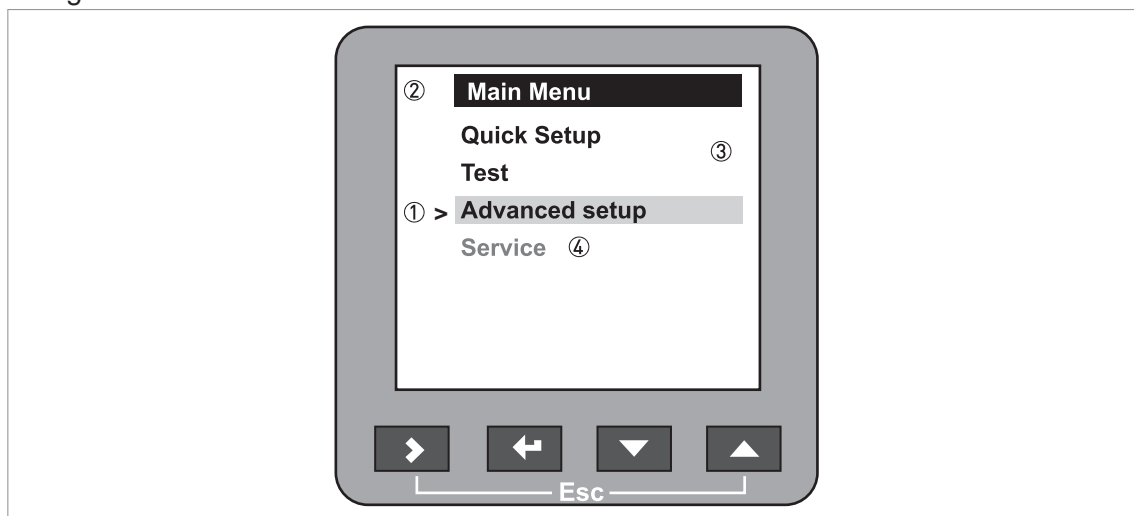 ② Main Menu
Quick Setup
③
Test
① > Advanced setup
Service ④
Esc